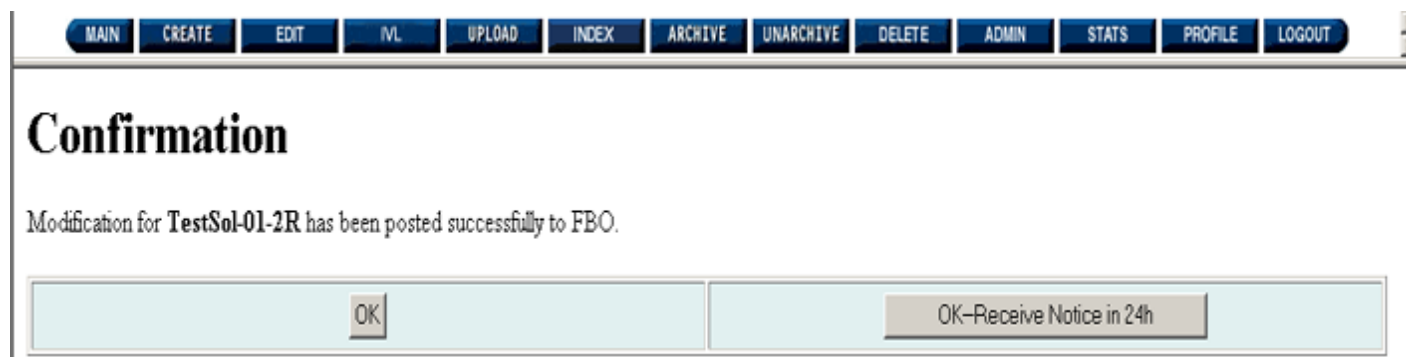 MAIN CREATE EDIT IVL UPLOAD INDEX ARCHIVE UNARCHIVE DELETE ADMIN STATS PROFILE LOGOUT
Confirmation
Modification for TestSol-01-2R has been posted successfully to FBO.
OK OK-Receive Notice in 24h